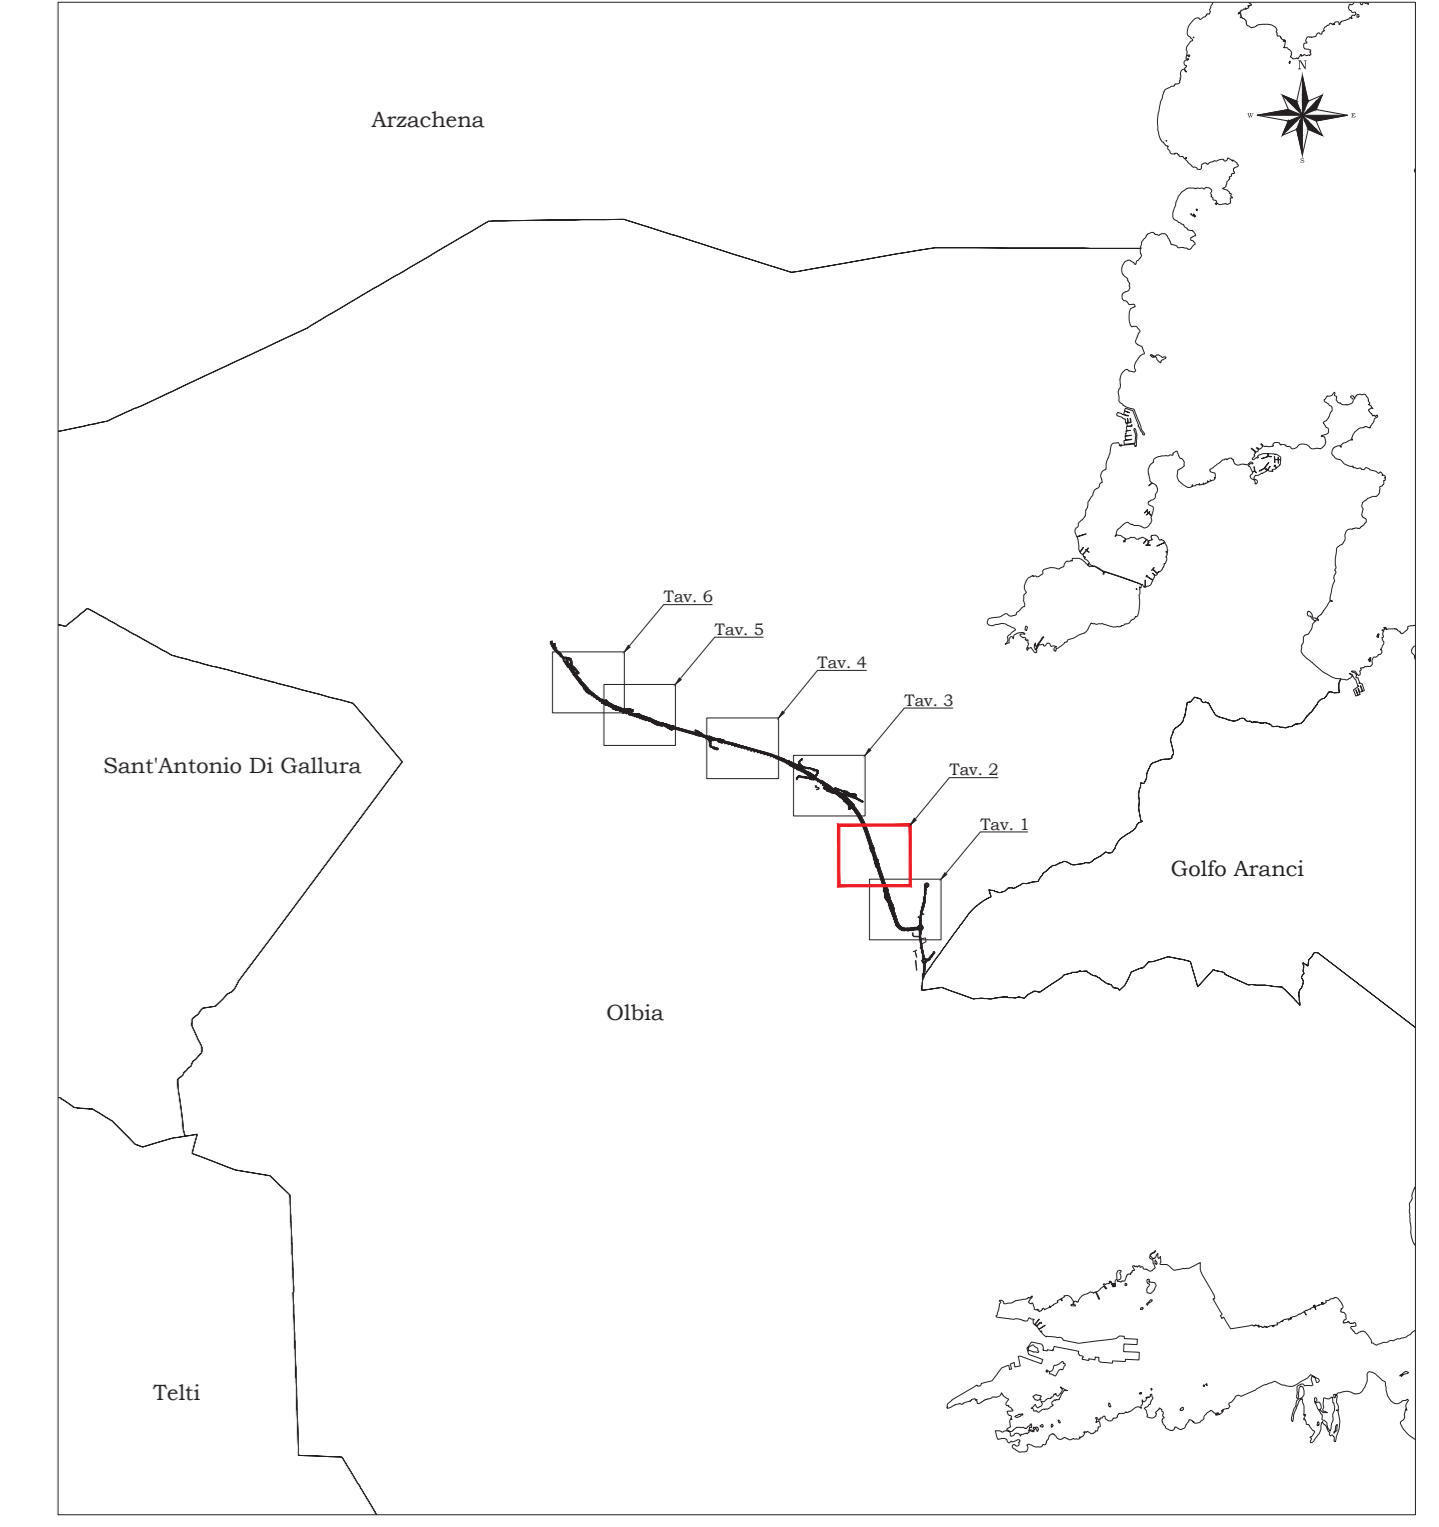 N
W
E
S
Arzachena
Tav. 6
Tav. 5
Tav. 4
Tav. 3
Sant'Antonio Di Gallura
Tav. 2
Tav. 1
Golfo Aranci
Olbia
Telti